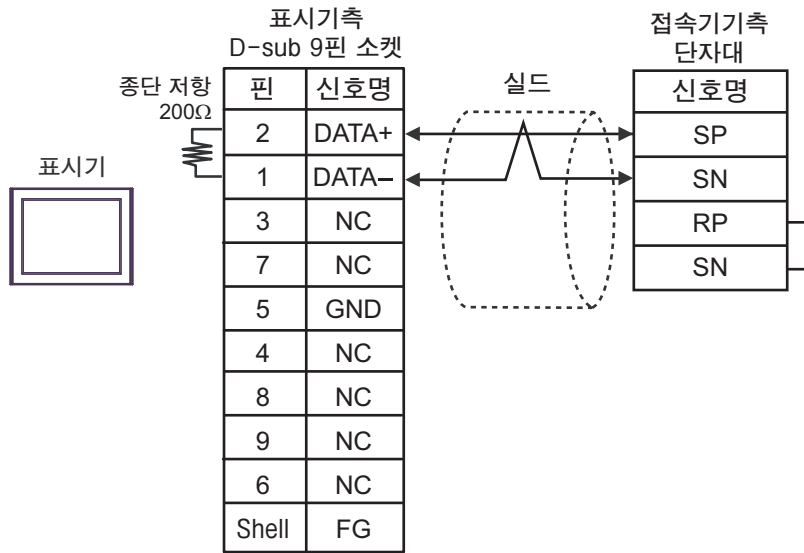 표시기측
D-sub 9핀 소켓
접속기기측
단자대
종단 저항
200Ω
표시기
실드
핀 신호명
2 DATA+
1 DATA−
3 NC
7 NC
5 GND
4 NC
8 NC
9 NC
6 NC
Shell FG
신호명
SP
SN
RP
SN